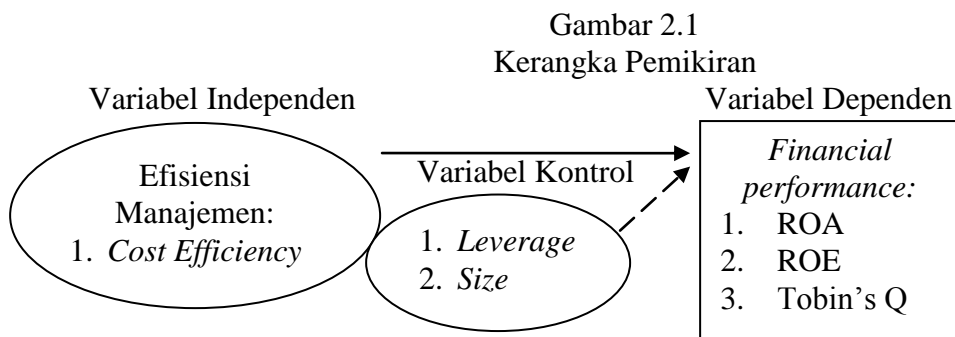 Gambar 2.1
Kerangka Pemikiran
Variabel Independen
Variabel Dependen
Efisiensi
Manajemen:
1. Cost Efficiency
Variabel Kontrol
1. Leverage
2. Size
Financial
performance:
1. ROA
2. ROE
3. Tobin’s Q